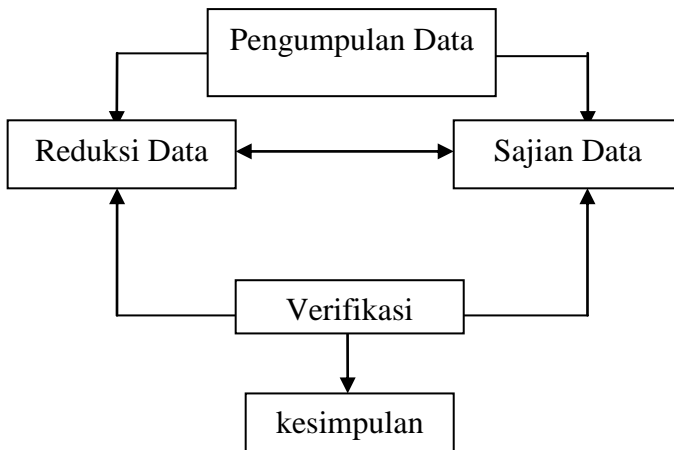 Pengumpulan Data
Reduksi Data
Sajian Data
Verifikasi
kesimpulan